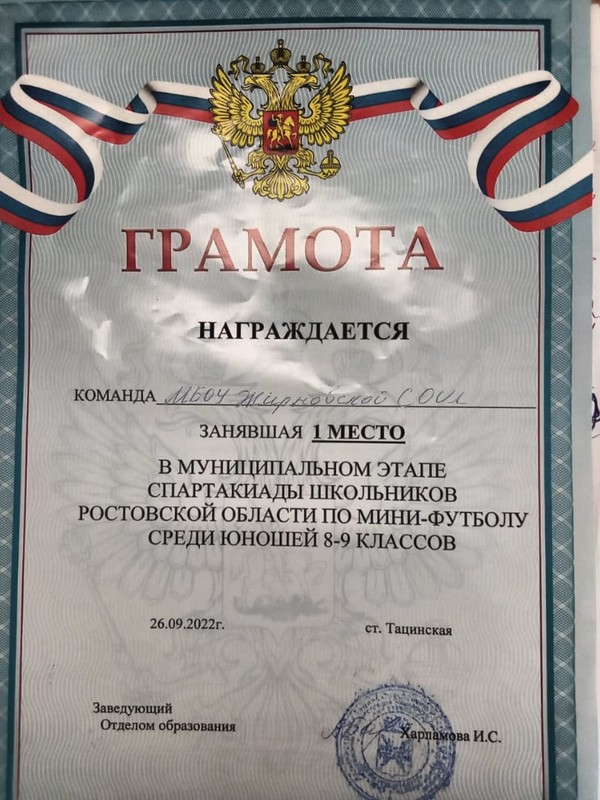 ГРАМОТА
НАГРАЖДАЕТСЯ
КОМАНДА МБОУ Жирновской СОШ
ЗАНЯВШАЯ 1 МЕСТО
В МУНИЦИПАЛЬНОМ ЭТАПЕ
СПАРТАКИАДЫ ШКОЛЬНИКОВ
РОСТОВСКОЙ ОБЛАСТИ ПО МИНИ-ФУТБОЛУ
СРЕДИ ЮНОШЕЙ 8-9 КЛАССОВ
26.09.2022г. ст. Тацинская
Заведующий
Отделом образования Харламова И.С.